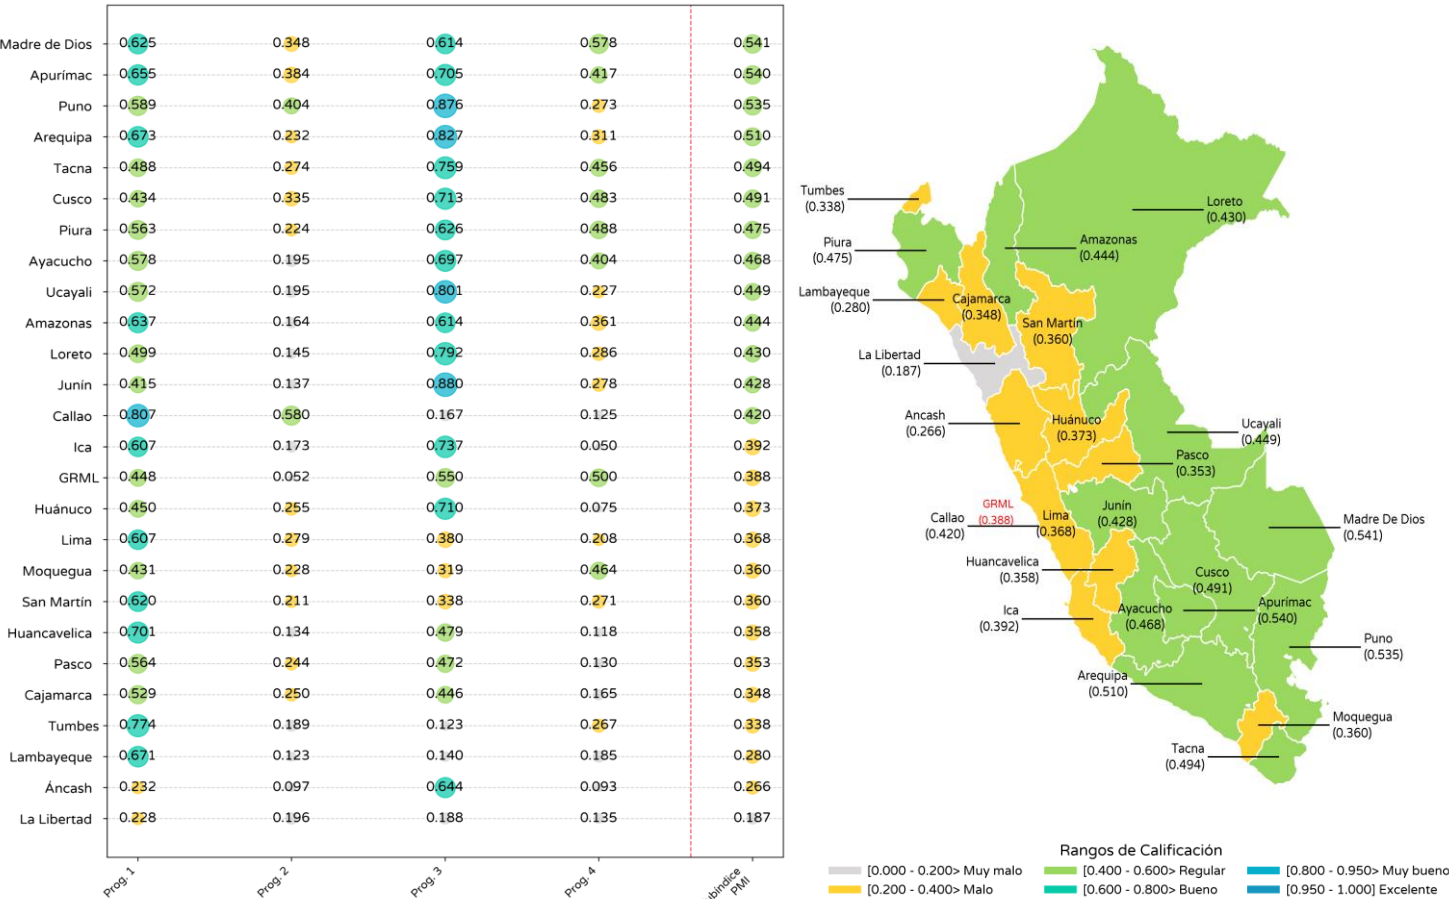 Madre de Dios 0.625 0.348 0.614 0.578 0.541
Apurímac 0.655 0.384 0.705 0.417 0.540
Puno 0.589 0.404 0.876 0.273 0.535
Arequipa 0.673 0.232 0.827 0.311 0.510
Tacna 0.488 0.274 0.759 0.456 0.494
Cusco 0.434 0.335 0.713 0.483 0.491
Piura 0.563 0.224 0.626 0.488 0.475
Ayacucho 0.578 0.195 0.697 0.404 0.468
Ucayali 0.572 0.195 0.801 0.227 0.449
Amazonas 0.637 0.164 0.614 0.361 0.444
Loreto 0.499 0.145 0.792 0.286 0.430
Junín 0.415 0.137 0.880 0.278 0.428
Callao 0.807 0.580 0.167 0.125 0.420
Ica 0.607 0.173 0.737 0.050 0.392
GRML 0.448 0.052 0.550 0.500 0.388
Huánuco 0.450 0.255 0.710 0.075 0.373
Lima 0.607 0.279 0.380 0.208 0.368
Moquegua 0.431 0.228 0.319 0.464 0.360
San Martín 0.620 0.211 0.338 0.271 0.360
Huancavelica 0.701 0.134 0.479 0.118 0.358
Pasco 0.564 0.244 0.472 0.130 0.353
Cajamarca 0.529 0.250 0.446 0.165 0.348
Tumbes 0.774 0.189 0.123 0.267 0.338
Lambayeque 0.671 0.123 0.140 0.185 0.280
Áncash 0.232 0.097 0.644 0.093 0.266
La Libertad 0.228 0.196 0.188 0.135 0.187
Prog. 1 Prog. 2 Prog. 3 Prog. 4 ubíndice
PMI
Tumbes
(0.338)
Loreto
(0.430)
Piura
(0.475)
Amazonas
(0.444)
Lambayeque
(0.280)
Cajamarca
(0.348)
San Martín
(0.360)
La Libertad
(0.187)
Ancash
(0.266)
Huánuco
(0.373)
Ucayali
(0.449)
Pasco
(0.353)
GRML
(0.388)
Callao
(0.420)
Lima
(0.368)
Junín
(0.428)
Madre De Dios
(0.541)
Huancavelica
(0.358)
Cusco
(0.491)
Ica
(0.392)
Ayacucho
(0.468)
Apurímac
(0.540)
Puno
(0.535)
Arequipa
(0.510)
Moquegua
(0.360)
Tacna
(0.494)
Rangos de Calificación
[0.000 - 0.200> Muy malo [0.400 - 0.600> Regular [0.800 - 0.950> Muy bueno
[0.200 - 0.400> Malo [0.600 - 0.800> Bueno [0.950 - 1.000] Excelente